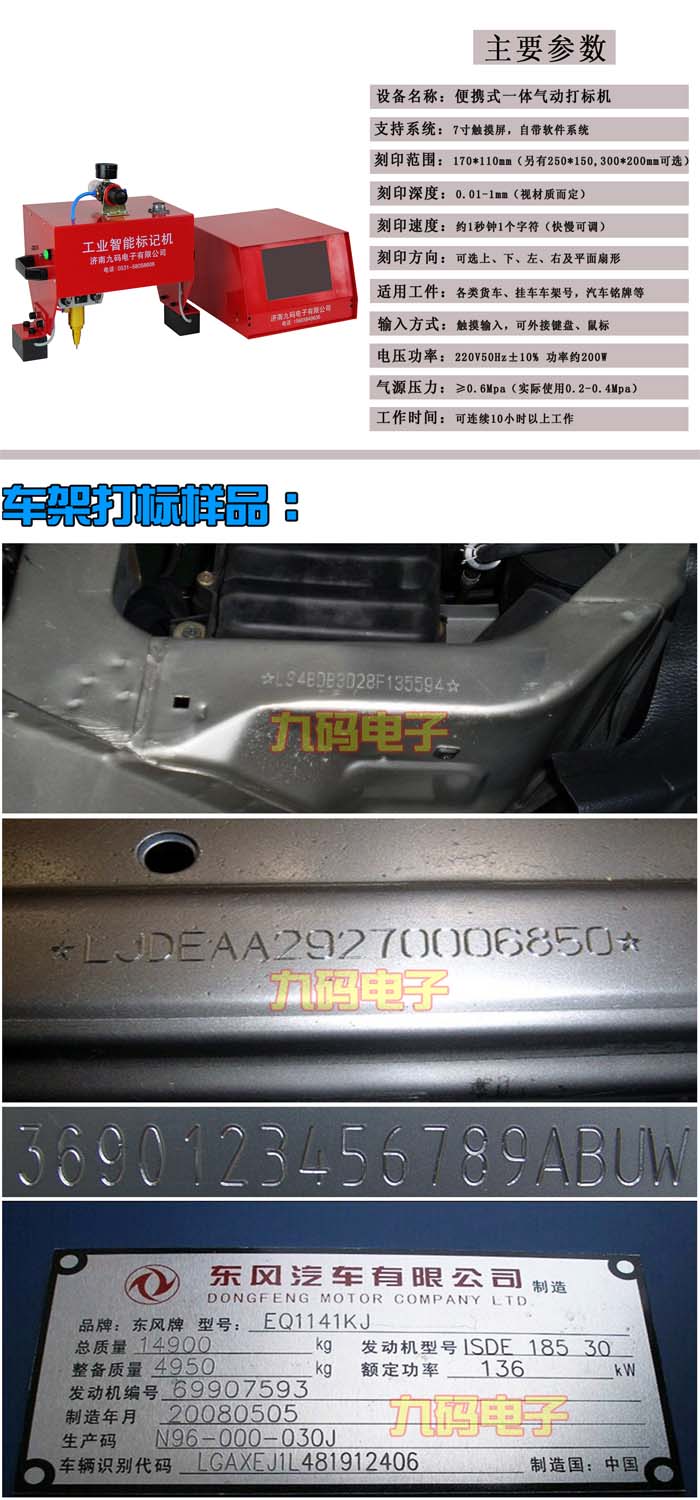 主要参数
设备名称：便携式一体气动打标机
支持系统：7寸触摸屏，自带软件系统
刻印范围：170*110mm（另有250*150,300*200mm可选）
刻印深度：0.01-1mm（视材质而定）
刻印速度：约1秒钟1个字符（快慢可调）
刻印方向：可选上、下、左、右及平面扇形
适用工件：各类货车、挂车车架号，汽车铭牌等
输入方式：触摸输入，可外接键盘、鼠标
电压功率：220V50Hz±10% 功率约200W
气源压力：≥0.6Mpa（实际使用0.2-0.4Mpa）
工作时间：可连续10小时以上工作
工业智能标记机
济南九码电子有限公司
济南九码电子有限公司
车架打标样品：
☆LS4BDB3D28F135594☆
九码电子
★LJDEAA29270006850★
九码电子
3690123456789ABUW
东风汽车有限公司 制造
DONGFENG MOTOR COMPANY LTD.
品牌：东风牌 型号：EQ1141KJ
总质量 14900 kg 发动机型号 ISDE 185 30
整备质量 4950 kg 额定功率 136 kW
发动机编号 69907593
制造年月 20080505
九码电子
生产码 N96-000-030J
车辆识别代码 LGAXEJ1L481912406 制造国：中国